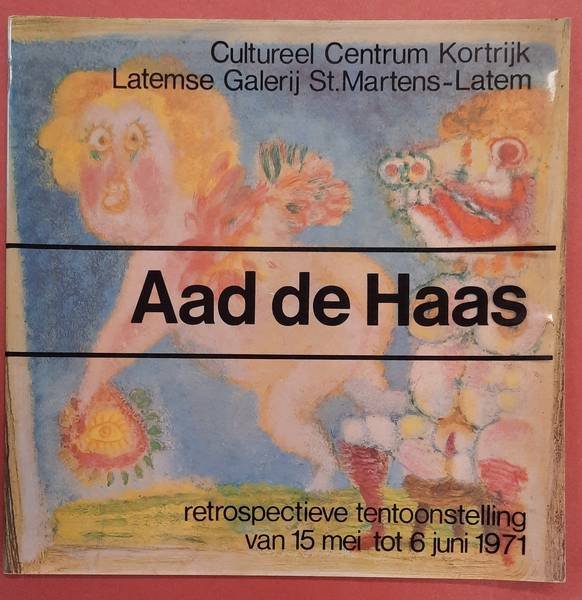 Cultureel Centrum Kortrijk
Latemse Galerij St.Martens-Latem
Aad de Haas
retrospectieve tentoonstelling
van 15 mei tot 6 juni 1971